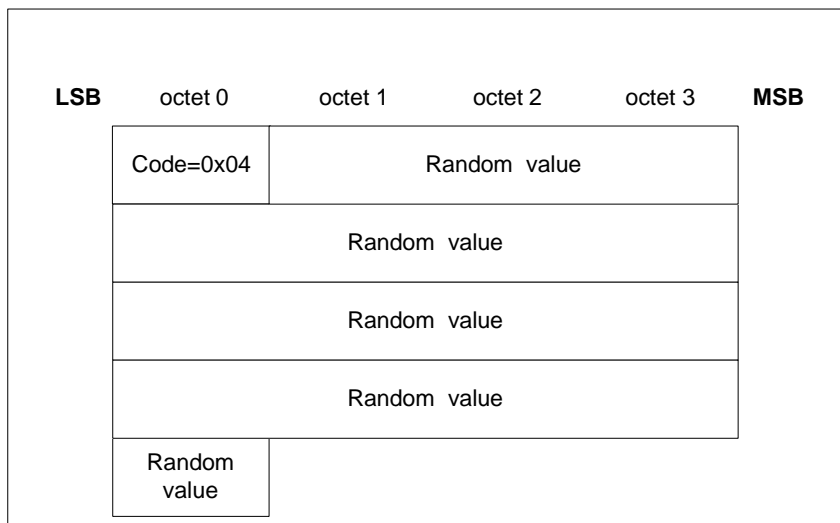 LSB octet 0 octet 1 octet 2 octet 3 MSB
Code=0x04 Random value
Random value
Random value
Random value
Random
value